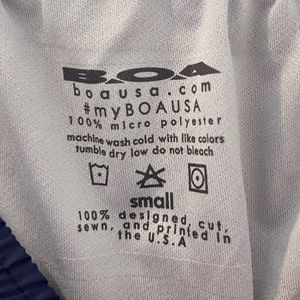 BOA
boausa.com
#myBOAUSA
100% micro polyester
machine wash cold with like colors
tumble dry low do not bleach
small
100% designed, cut,
sewn, and printed in
the U.S.A